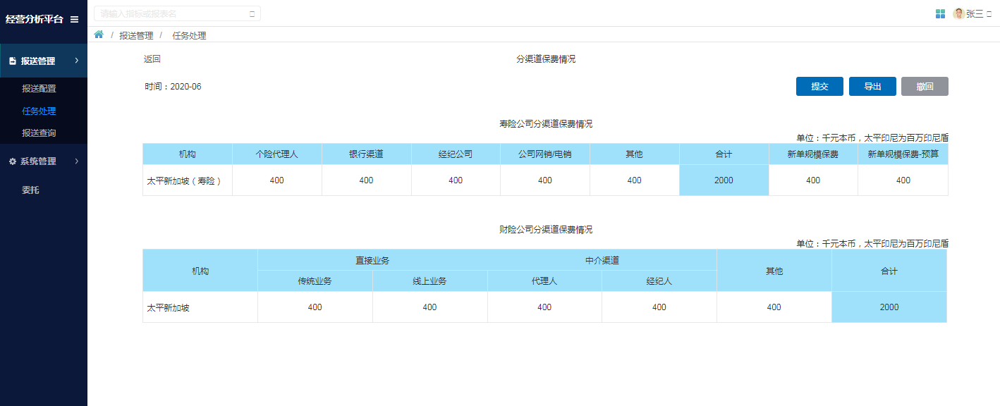 经营分析平台
请输入指标或报表名
张三
报送管理
报送配置
任务处理
报送查询
系统管理
委托
/ 报送管理 / 任务处理
返回
分渠道保费情况
时间：2020-06
提交 导出 撤回
寿险公司分渠道保费情况
单位：千元本币，太平印尼为百万印尼盾
机构 个险代理人 银行渠道 经纪公司 公司网销/电销 其他 合计 新单规模保费 新单规模保费-预算
太平新加坡（寿险） 400 400 400 400 400 2000 400 400
财险公司分渠道保费情况
单位：千元本币，太平印尼为百万印尼盾
机构 直接业务 中介渠道 其他 合计
传统业务 线上业务 代理人 经纪人
太平新加坡 400 400 400 400 400 2000